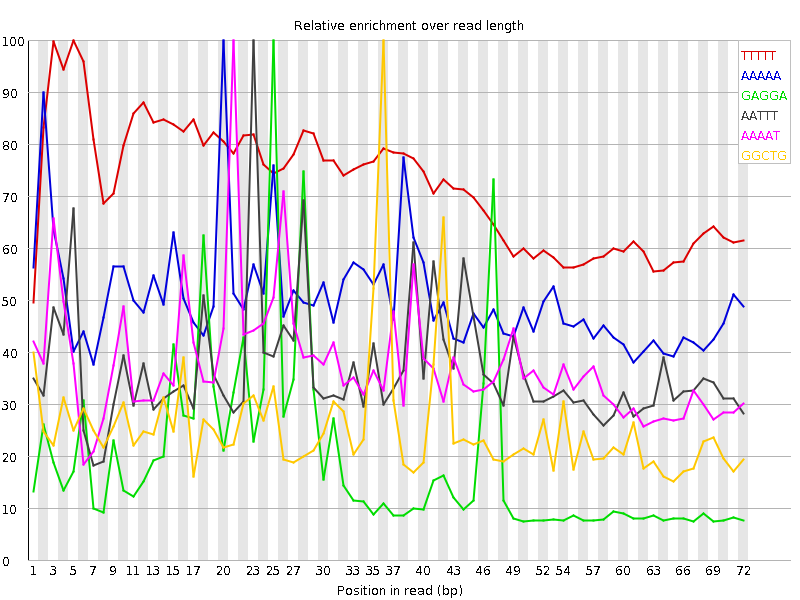 Relative enrichment over read length
100
90
80
70
60
50
40
30
20
10
0
TTTTT
AAAAA
GAGGA
AATTT
AAAAT
GGCTG
1 3 5 7 9 11 13 15 17 20 23 25 27 30 33 35 37 40 43 46 49 52 54 57 60 63 66 69 72
Position in read (bp)